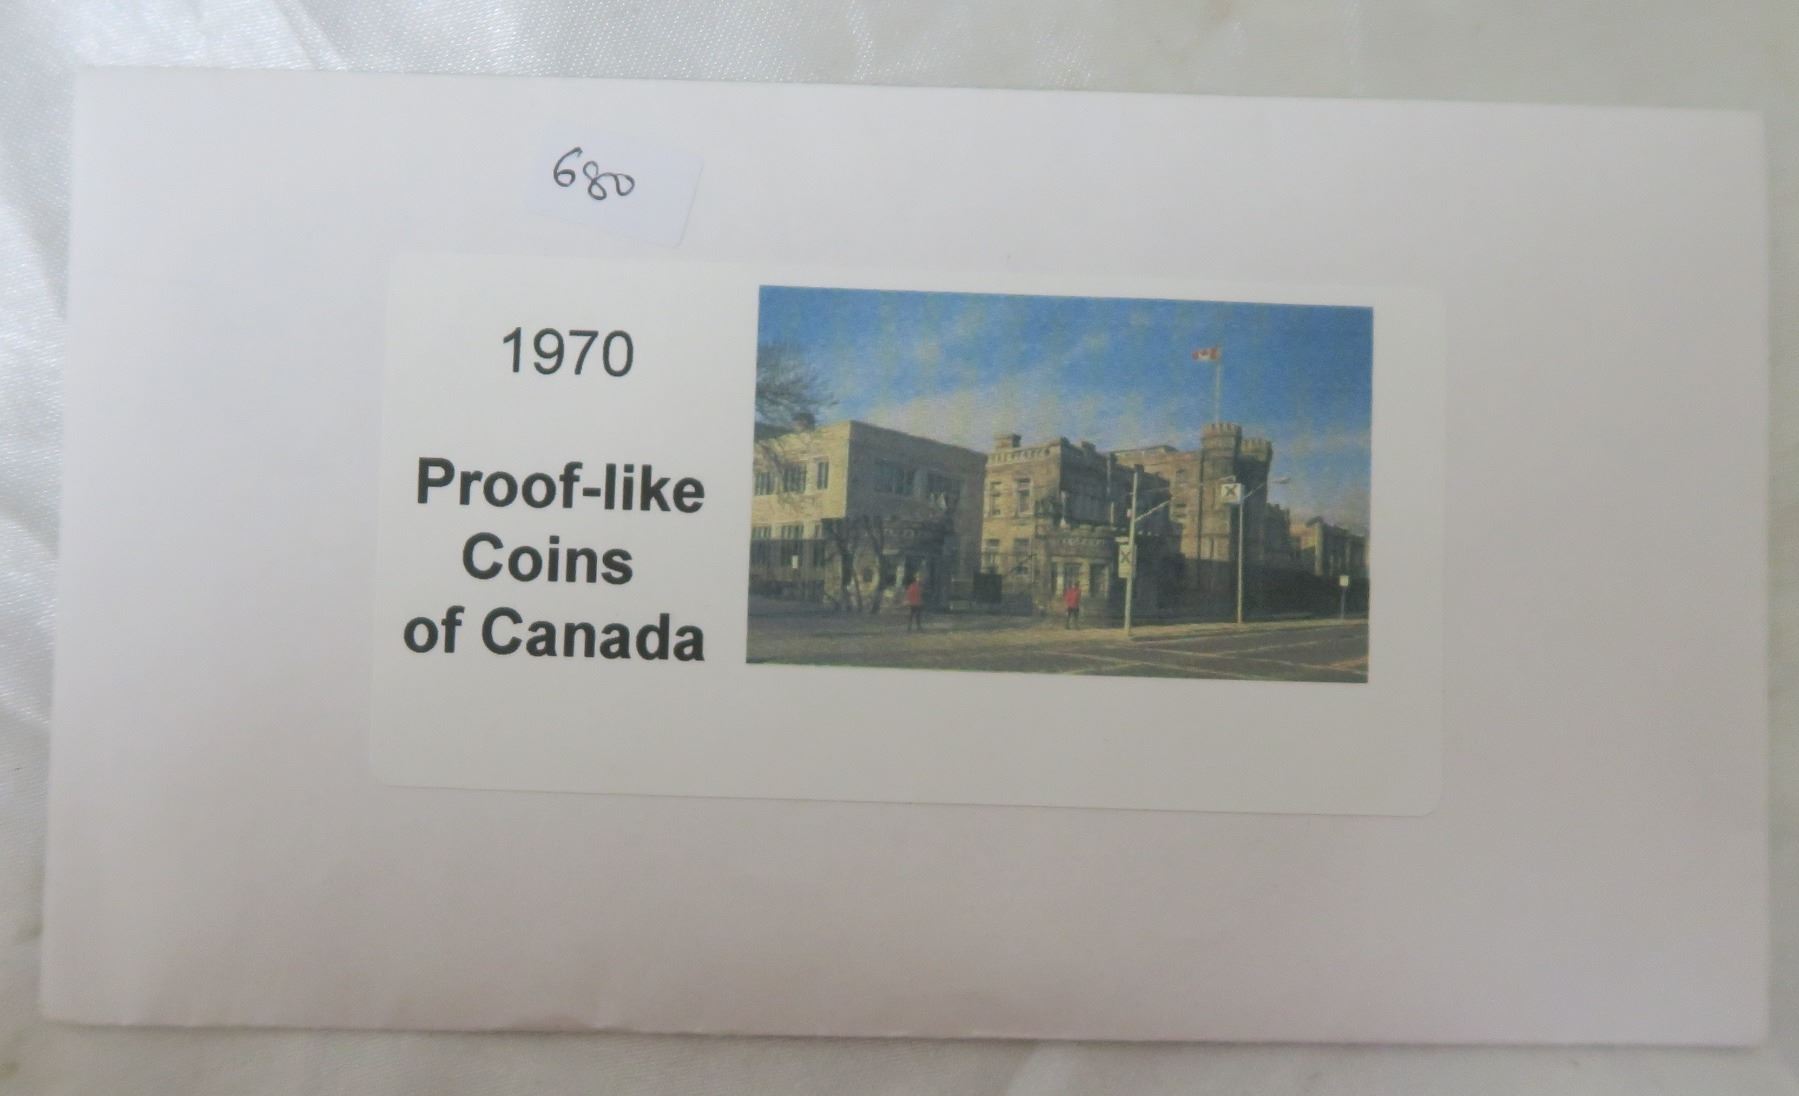 680
1970
Proof-like
Coins
of Canada